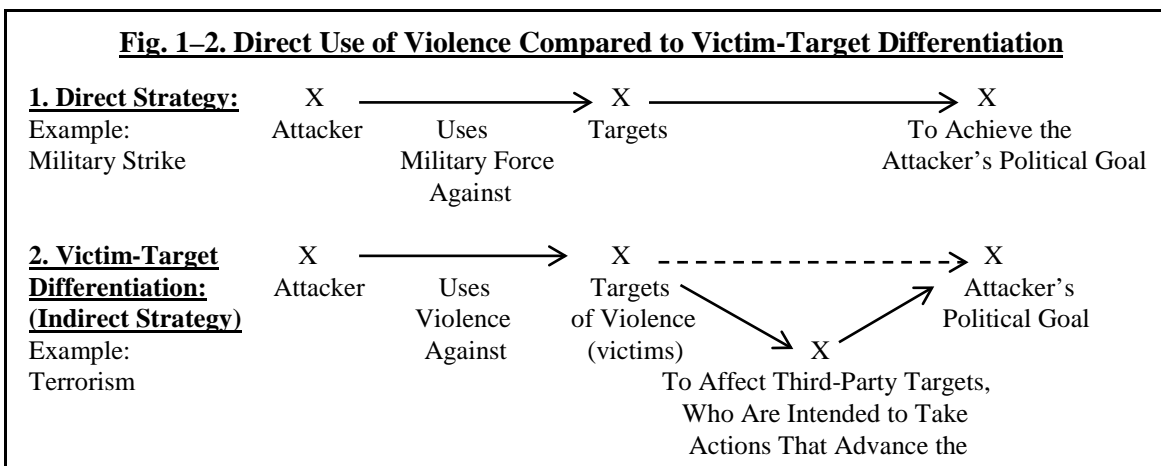 Fig. 1–2. Direct Use of Violence Compared to Victim-Target Differentiation
1. Direct Strategy: X X X
Example: Attacker Uses Targets To Achieve the
Military Strike Military Force Attacker’s Political Goal
Against
2. Victim-Target X X X
Differentiation: Attacker Uses Targets Attacker’s
(Indirect Strategy) Violence of Violence Political Goal
Example: Against (victims) X
Terrorism To Affect Third-Party Targets,
Who Are Intended to Take
Actions That Advance the